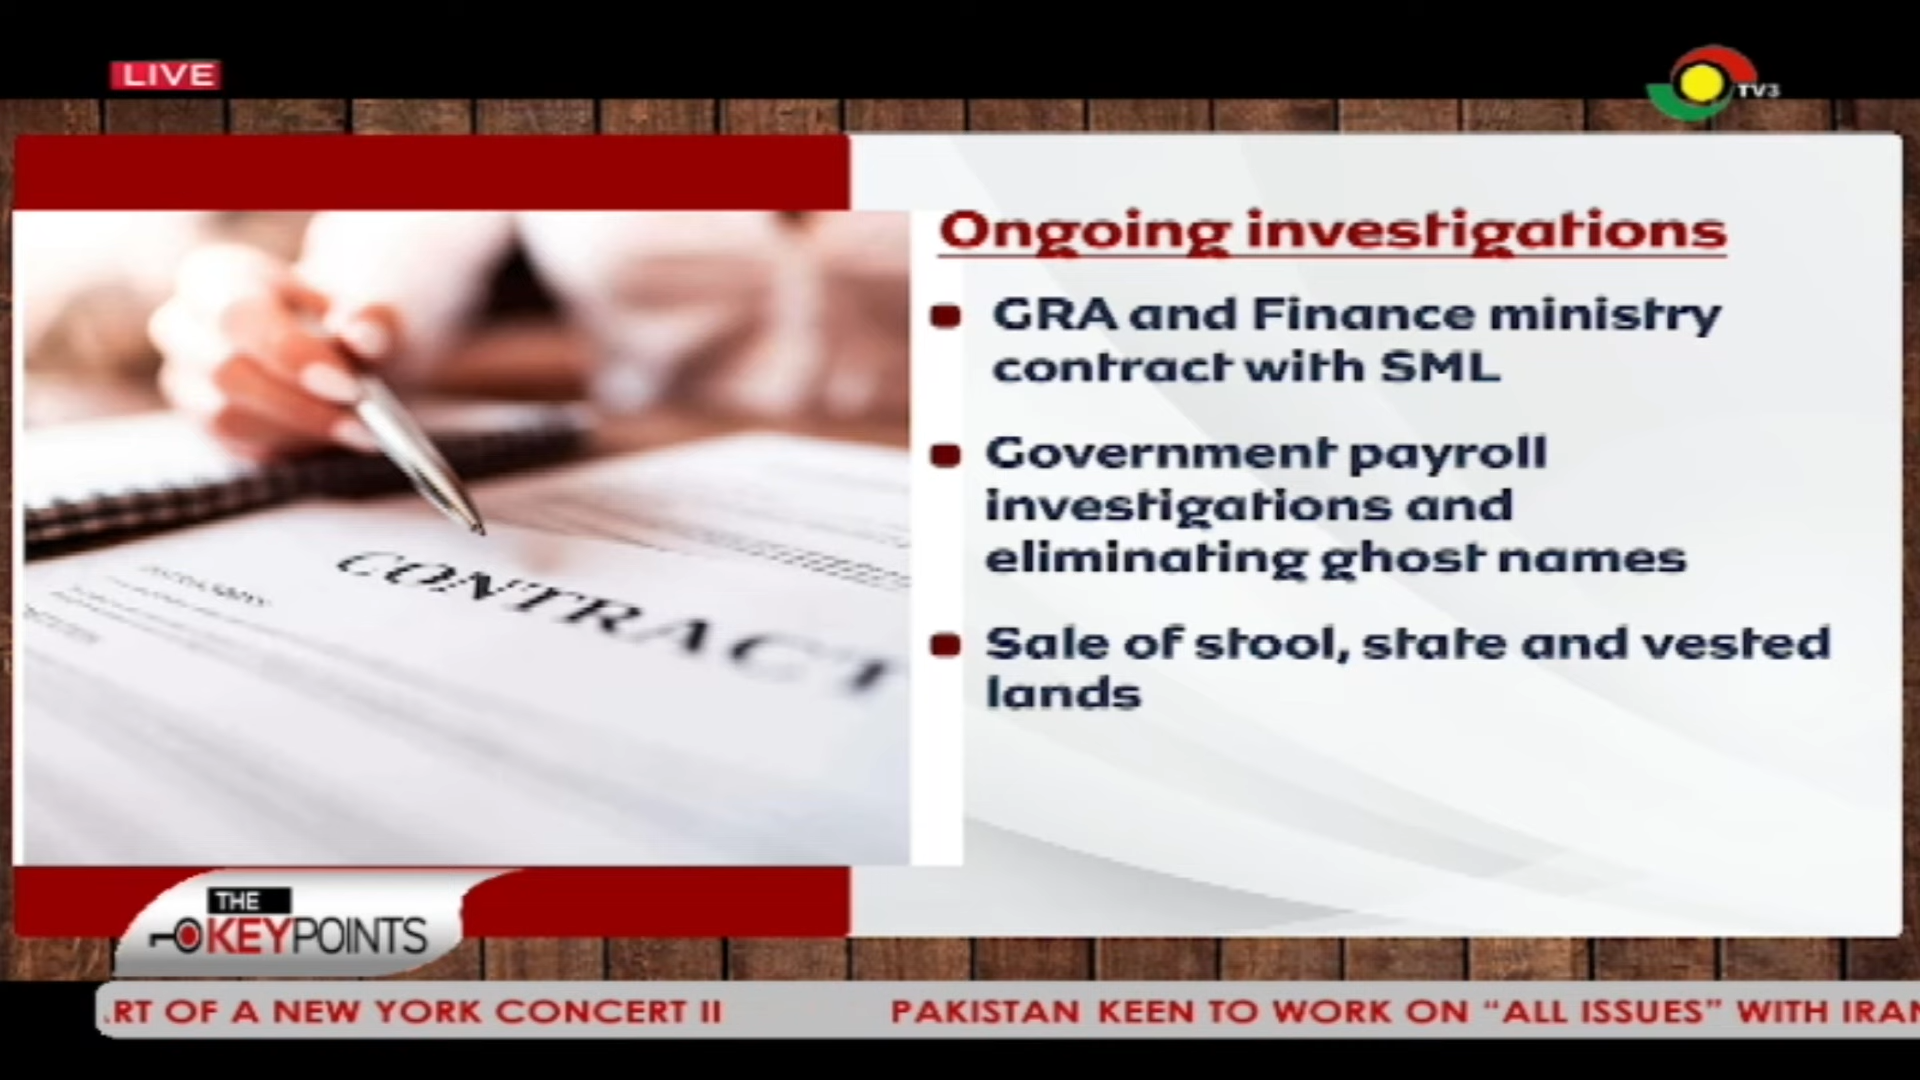 LIVE
TV3
Ongoing investigations
GRA and Finance ministry
contract with SML
Government payroll
investigations and
eliminating ghost names
Sale of stool, state and vested
lands
CONTRACT
THE
KEYPOINTS
RT OF A NEW YORK CONCERT II PAKISTAN KEEN TO WORK ON “ALL ISSUES” WITH IRAN